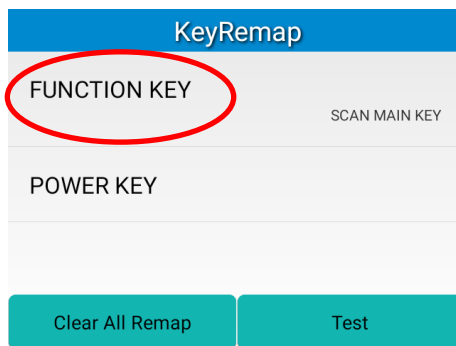 KeyRemap
FUNCTION KEY
SCAN MAIN KEY
POWER KEY
Clear All Remap
Test